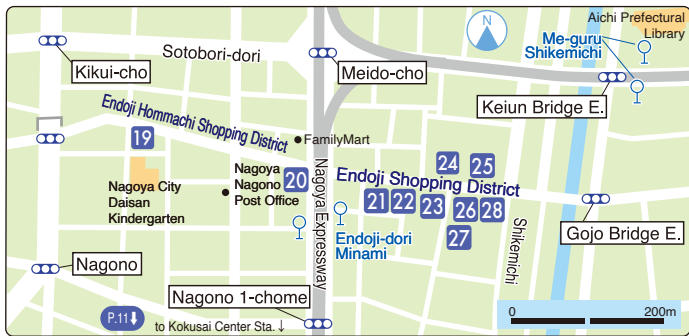 N
Aichi Prefectural
Library
Me-guru
Shikemichi
Sotobori-dori
Kikui-cho
Meido-cho
Keiun Bridge E.
Endoji Hommachi Shopping District
19
FamilyMart
Nagoya City
Daisan
Kindergarten
Nagoya
Nagono
Post Office
20
Nagoya Expressway
Endoji Shopping District
24
25
21
22
23
26
28
27
Shikemichi
Endoji-dori
Minami
Gojo Bridge E.
Nagono
Nagono 1-chome
P.11⬇
to Kokusai Center Sta.↓
0
200m